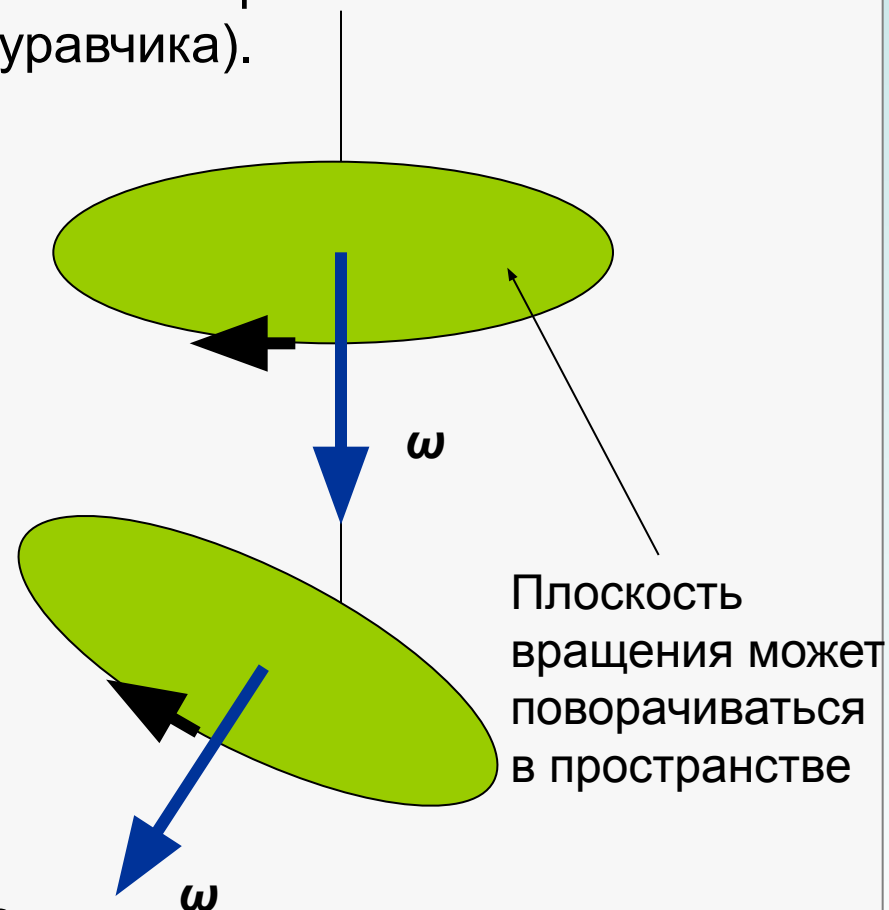 уравчика).
ω
Плоскость
вращения может
поворачиваться
в пространстве
ω